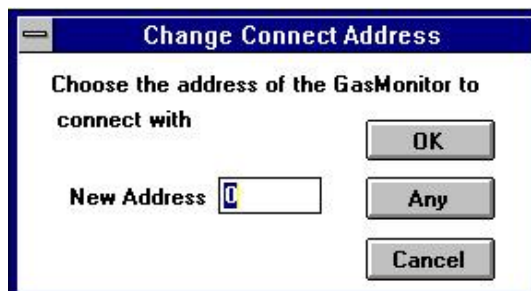 Change Connect Address
Choose the address of the GasMonitor to
connect with
OK
New Address 0
Any
Cancel